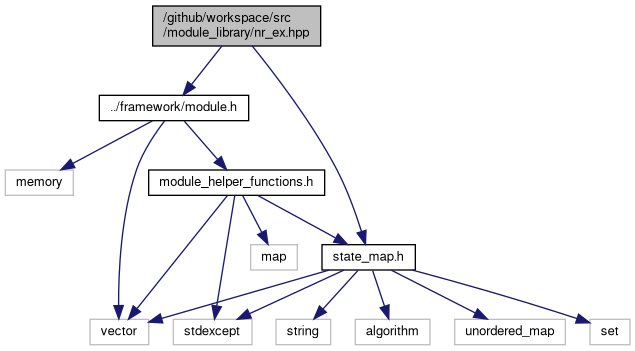 /github/workspace/src
/module_library/nr_ex.hpp
../framework/module.h
memory
module_helper_functions.h
map
state_map.h
vector
stdexcept
string
algorithm
unordered_map
set